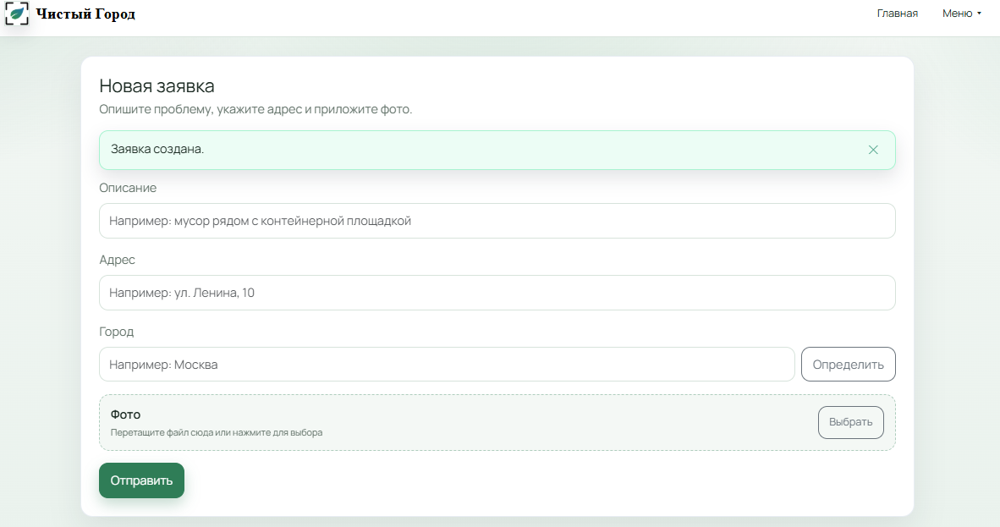 Чистый Город
Главная
Меню
Новая заявка
Опишите проблему, укажите адрес и приложите фото.
Заявка создана.
Описание
Например: мусор рядом с контейнерной площадкой
Адрес
Например: ул. Ленина, 10
Город
Например: Москва
Определить
Фото
Перетащите файл сюда или нажмите для выбора
Выбрать
Отправить